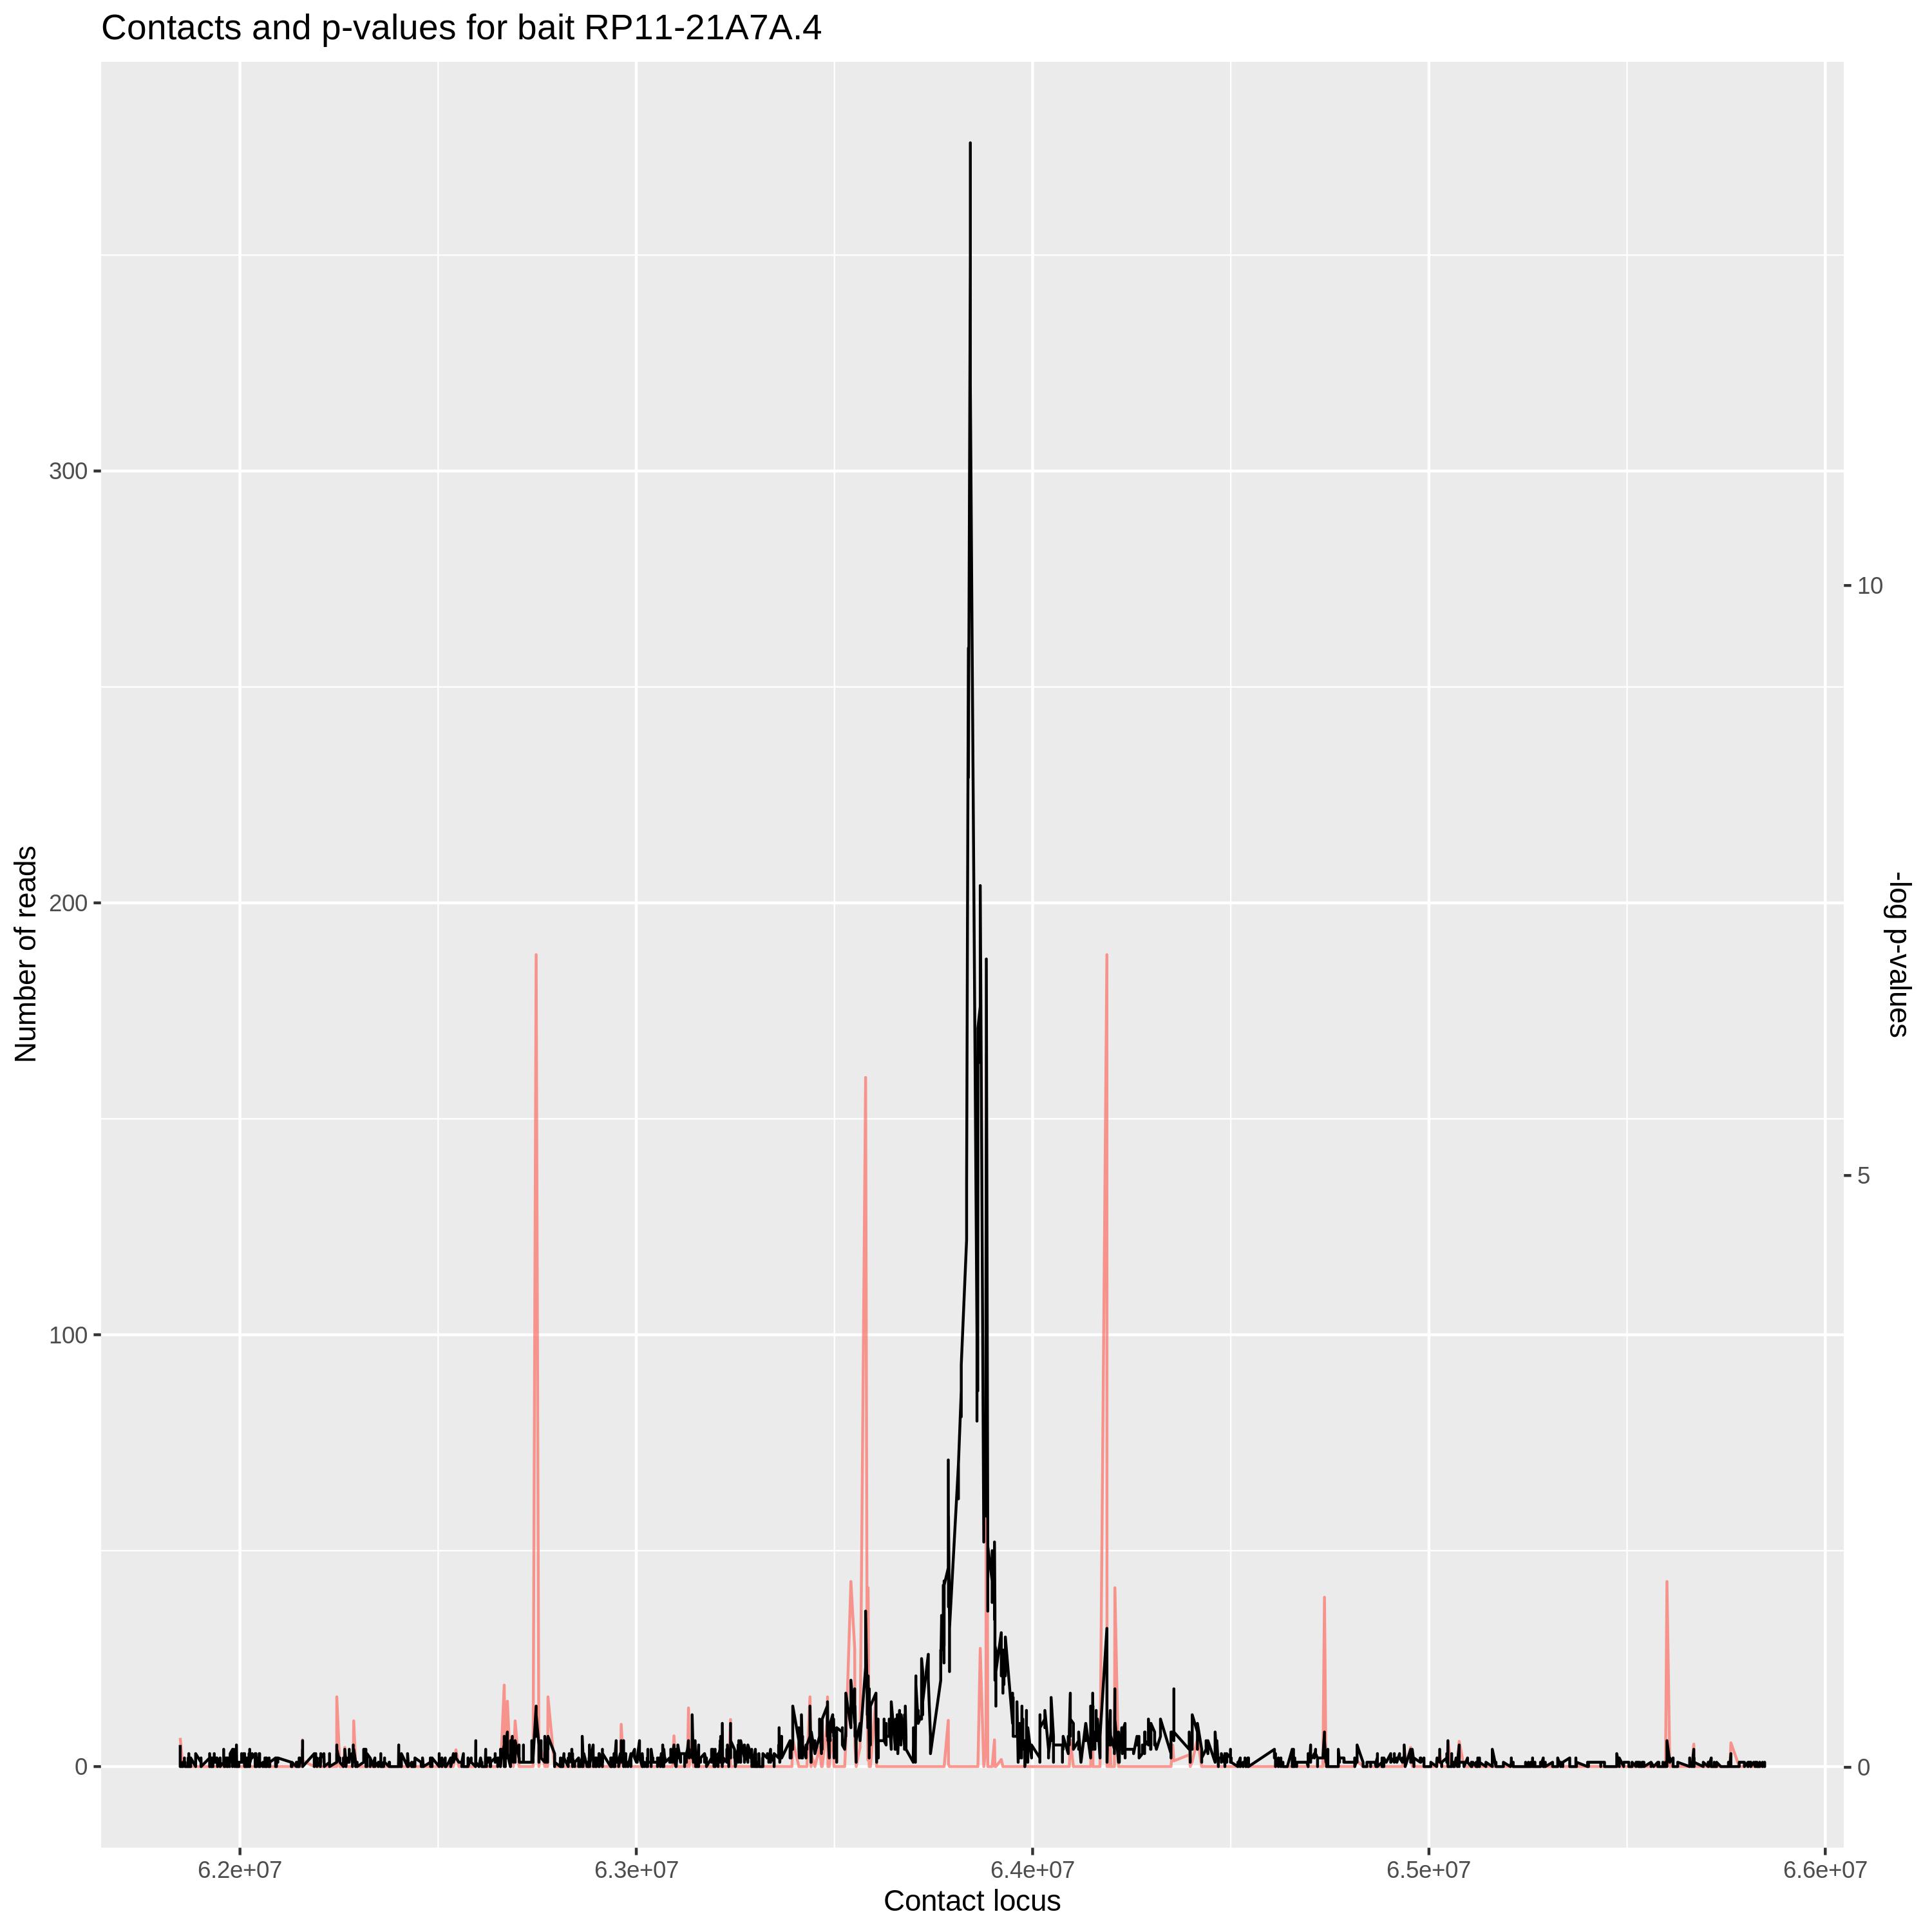 Contacts and p-values for bait RP11-21A7A.4
Number of reads
300
200
100
0
10
5
0
-log p-values
6.2e+07 6.3e+07 6.4e+07 6.5e+07 6.6e+07
Contact locus